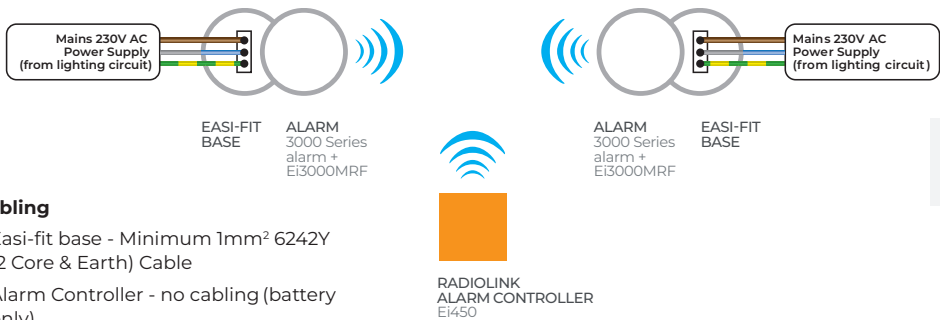 Mains 230V AC
Power Supply
(from lighting circuit)
Mains 230V AC
Power Supply
(from lighting circuit)
EASI-FIT
BASE
ALARM
3000 Series
alarm +
Ei3000MRF
ALARM
3000 Series
alarm +
Ei3000MRF
EASI-FIT
BASE
bling
asi-fit base - Minimum 1mm² 6242Y
2 Core & Earth) Cable
larm Controller - no cabling (battery
nly)
RADIOLINK
ALARM CONTROLLER
Ei450